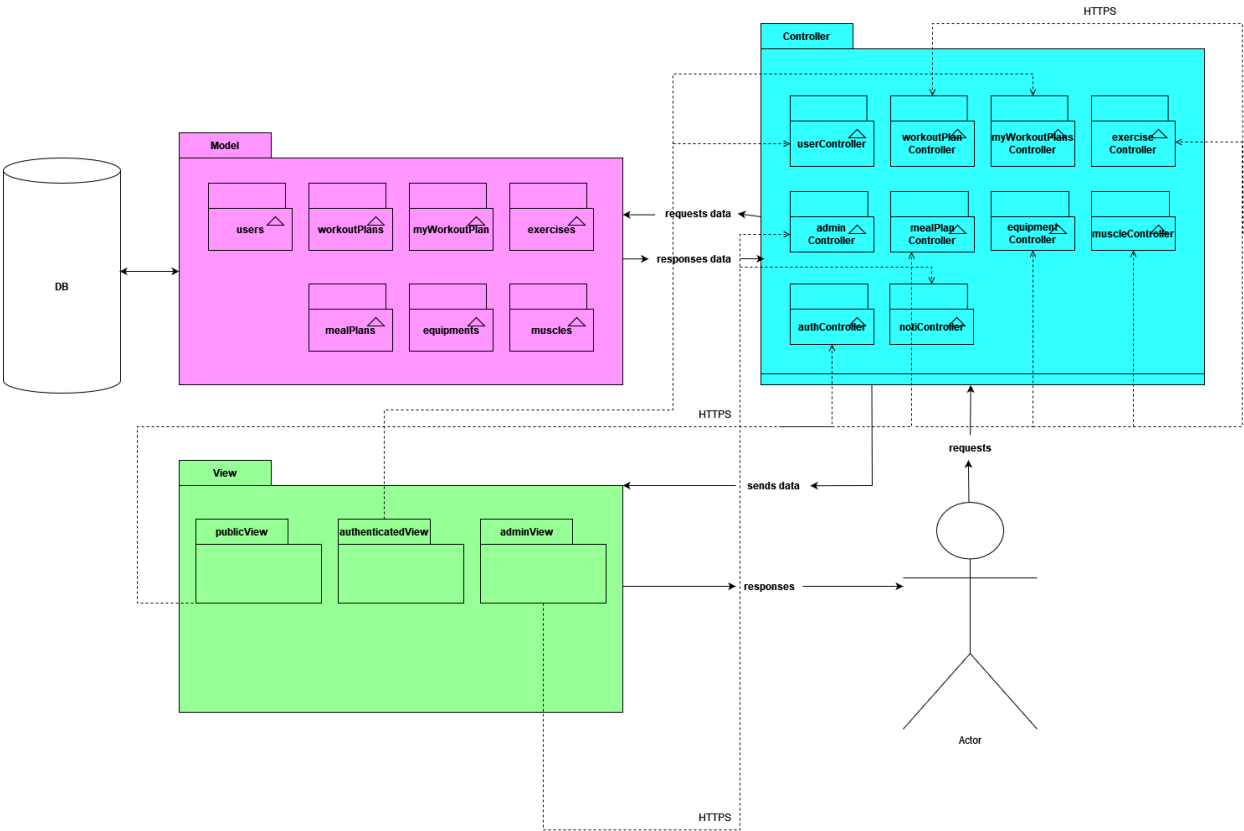 HTTPS
Controller
userController
workoutPlan
Controller
myWorkoutPlans
Controller
exercise
Controller
Model
users
workoutPlans
myWorkoutPlan
exercises
requests data
admin
Controller
mealPlan
Controller
equipment
Controller
muscleController
responses data
DB
mealPlans
equipments
muscles
authController
notiController
HTTPS
requests
View
sends data
publicView
authenticatedView
adminView
responses
Actor
HTTPS